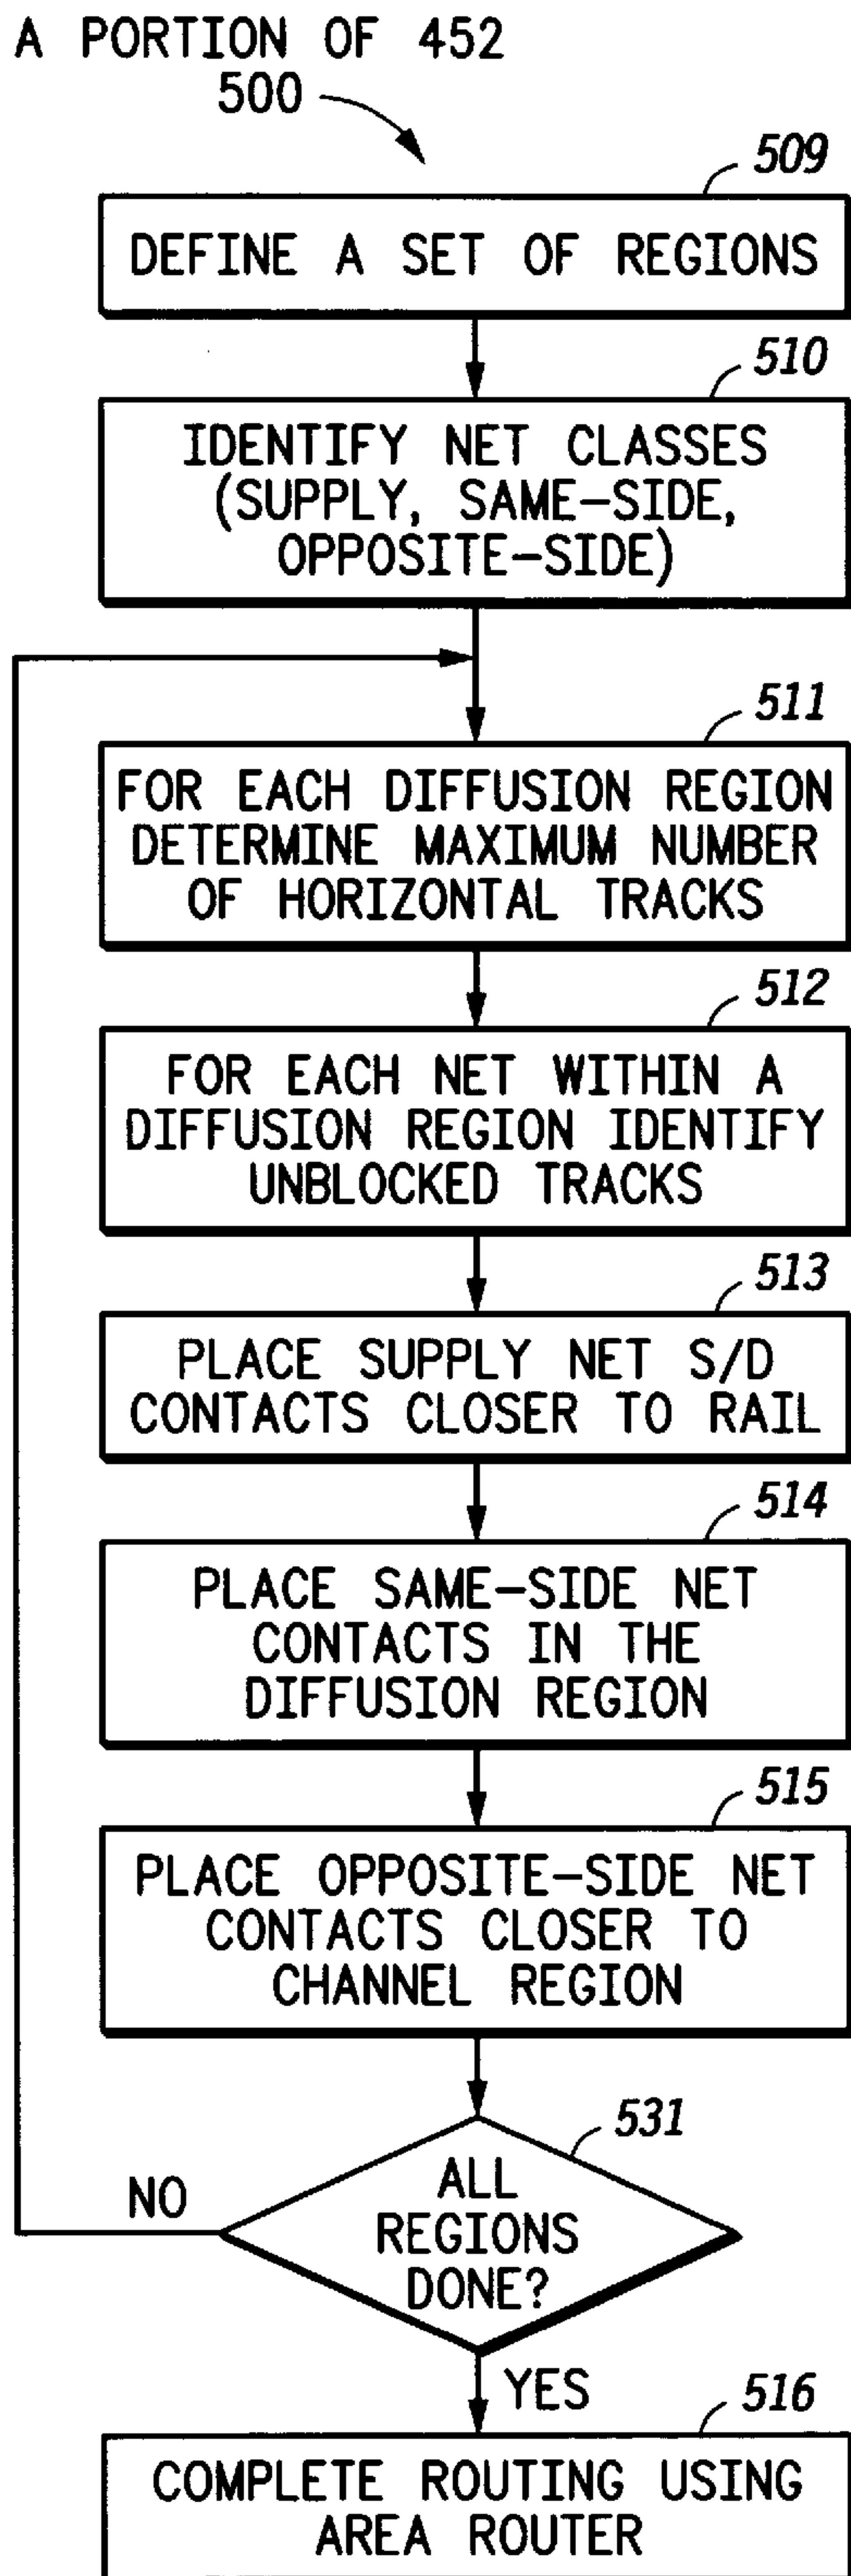 A PORTION OF 452
500
509
DEFINE A SET OF REGIONS
510
IDENTIFY NET CLASSES
(SUPPLY, SAME-SIDE,
OPPOSITE-SIDE)
511
FOR EACH DIFFUSION REGION
DETERMINE MAXIMUM NUMBER
OF HORIZONTAL TRACKS
512
FOR EACH NET WITHIN A
DIFFUSION REGION IDENTIFY
UNBLOCKED TRACKS
513
PLACE SUPPLY NET S/D
CONTACTS CLOSER TO RAIL
514
PLACE SAME-SIDE NET
CONTACTS IN THE
DIFFUSION REGION
515
PLACE OPPOSITE-SIDE NET
CONTACTS CLOSER TO
CHANNEL REGION
531
ALL
REGIONS
DONE?
NO
YES
516
COMPLETE ROUTING USING
AREA ROUTER